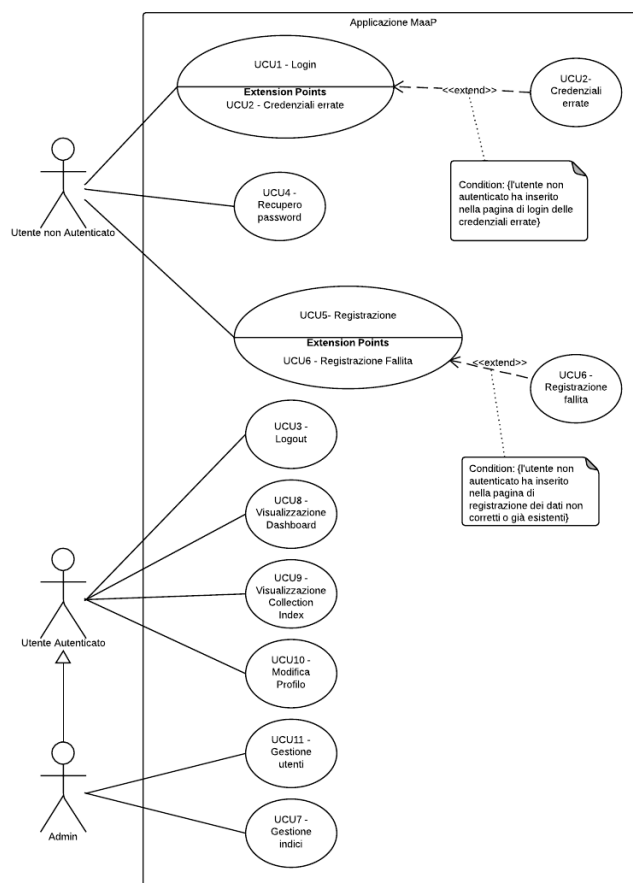 Applicazione MaaP
UCU1 - Login
Extension Points
UCU2 - Credenziali errate
<<extend>>
UCU2-
Credenziali
errate
Condition: {l'utente non
autenticato ha inserito
nella pagina di login delle
credenziali errate}
UCU4 -
Recupero
password
Utente non Autenticato
UCU5- Registrazione
Extension Points
UCU6 - Registrazione Fallita
<<extend>>
UCU6 -
Registrazione
fallita
Condition: {l'utente non
autenticato ha inserito
nella pagina di
registrazione dei dati non
corretti o già esistenti}
UCU3 -
Logout
UCU8 -
Visualizzazione
Dashboard
UCU9 -
Visualizzazione
Collection
Index
Utente Autenticato
UCU10 -
Modifica
Profilo
UCU11 -
Gestione
utenti
UCU7 -
Gestione
indici
Admin